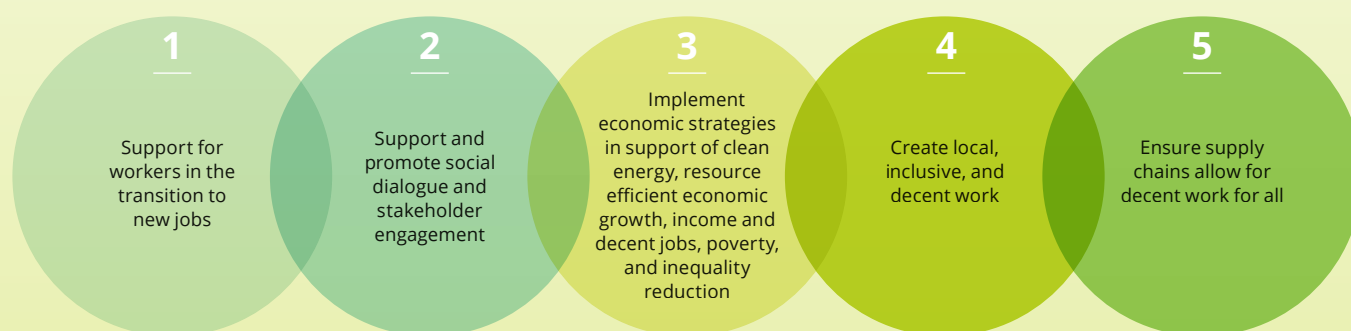 1
Support for
workers in the
transition to
new jobs
2
Support and
promote social
dialogue and
stakeholder
engagement
3
Implement
economic strategies
in support of clean
energy, resource
efficient economic
growth, income and
decent jobs, poverty,
and inequality
reduction
4
Create local,
inclusive, and
decent work
5
Ensure supply
chains allow for
decent work for all